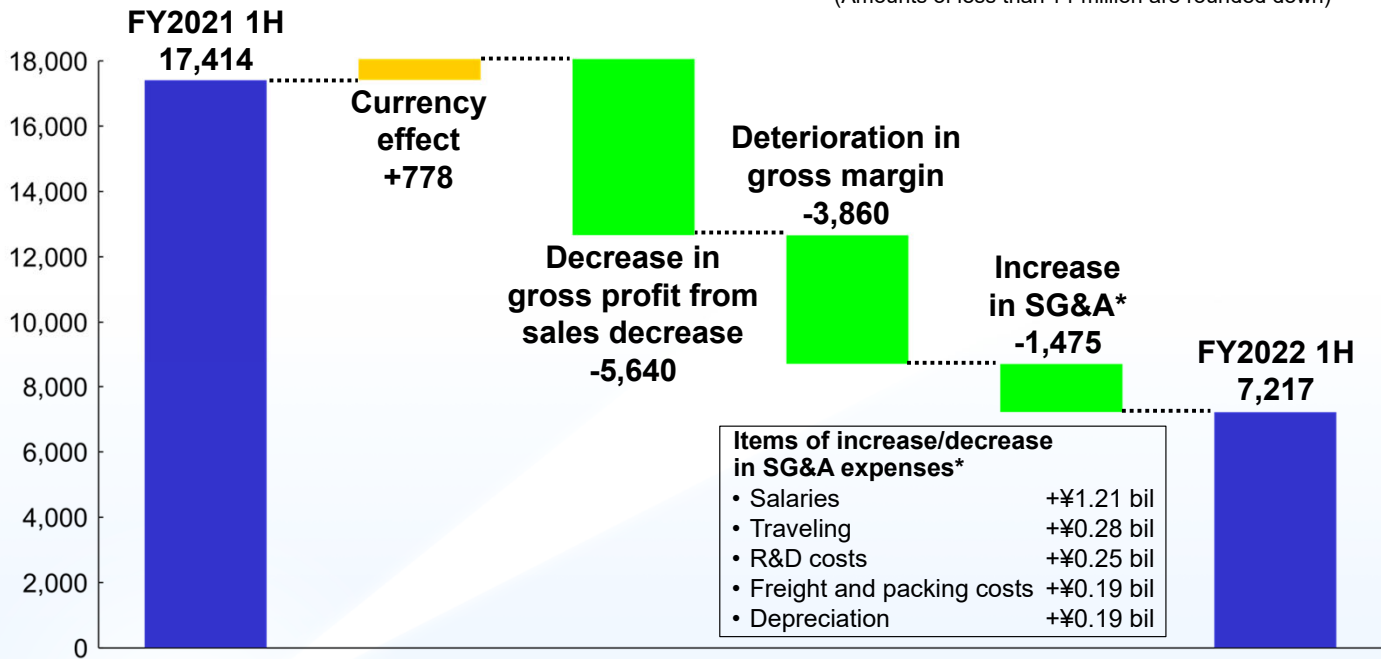 FY2021 1H
17,414
18,000
16,000
14,000
12,000
10,000
8,000
6,000
4,000
2,000
0
Currency
effect
+778
Decrease in
gross profit from
sales decrease
-5,640
Deterioration in
gross margin
-3,860
Increase
in SG&A*
-1,475
FY2022 1H
7,217
Items of increase/decrease
in SG&A expenses*
• Salaries +¥1.21 bil
• Traveling +¥0.28 bil
• R&D costs +¥0.25 bil
• Freight and packing costs +¥0.19 bil
• Depreciation +¥0.19 bil